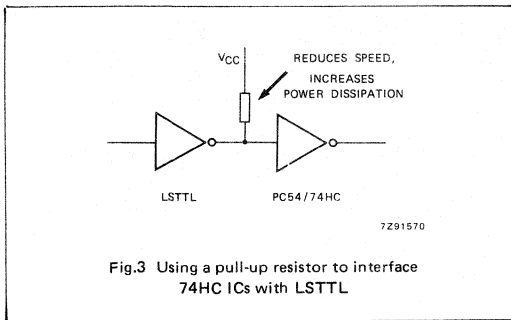 VCC
REDUCES SPEED,
INCREASES
POWER DISSIPATION
LSTTL
PC54/74HC
7Z91570
Fig.3 Using a pull-up resistor to interface
74HC ICs with LSTTL